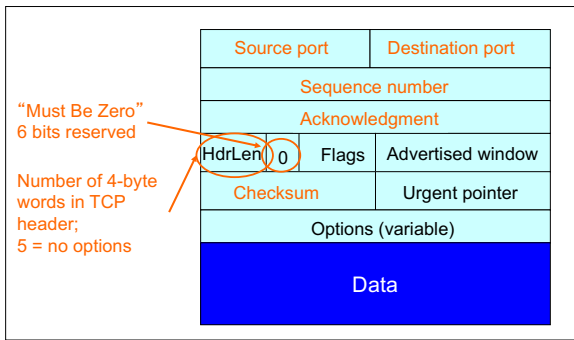 Source port
Destination port
Sequence number
Acknowledgment
“Must Be Zero”
6 bits reserved
HdrLen
0
Flags
Advertised window
Number of 4-byte
words in TCP
header;
5 = no options
Checksum
Urgent pointer
Options (variable)
Data